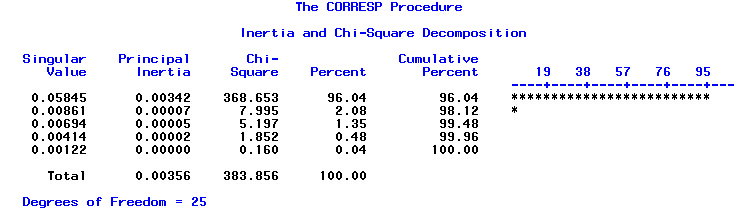 The CORRESP Procedure
Inertia and Chi-Square Decomposition
Singular Principal Chi- Cumulative
Value Inertia Square Percent Percent 19 38 57 76 95
----+----+----+----+----+---
0.05845 0.00342 368.653 96.04 96.04 *************************
0.00861 0.00007 7.995 2.08 98.12 *
0.00694 0.00005 5.197 1.35 99.48
0.00414 0.00002 1.852 0.48 99.96
0.00122 0.00000 0.160 0.04 100.00
Total 0.00356 383.856 100.00
Degrees of Freedom = 25